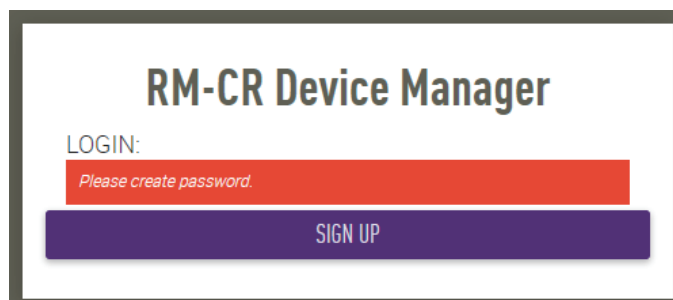 RM-CR Device Manager
LOGIN:
Please create password.
SIGN UP